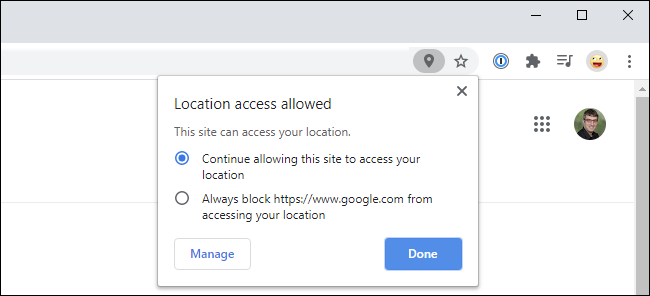 Location access allowed
This site can access your location.
Continue allowing this site to access your
location
Always block https://www.google.com from
accessing your location
Manage
Done